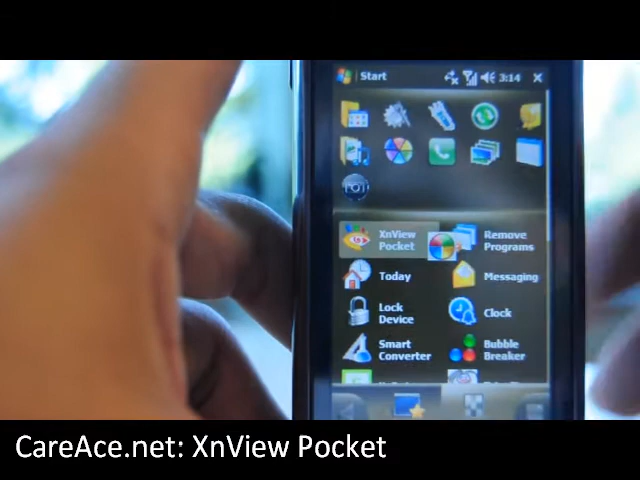 Start
3:14
XnView
Pocket
Remove
Programs
Today
Messaging
Lock
Device
Clock
Smart
Converter
Bubble
Breaker
CareAce.net: XnView Pocket